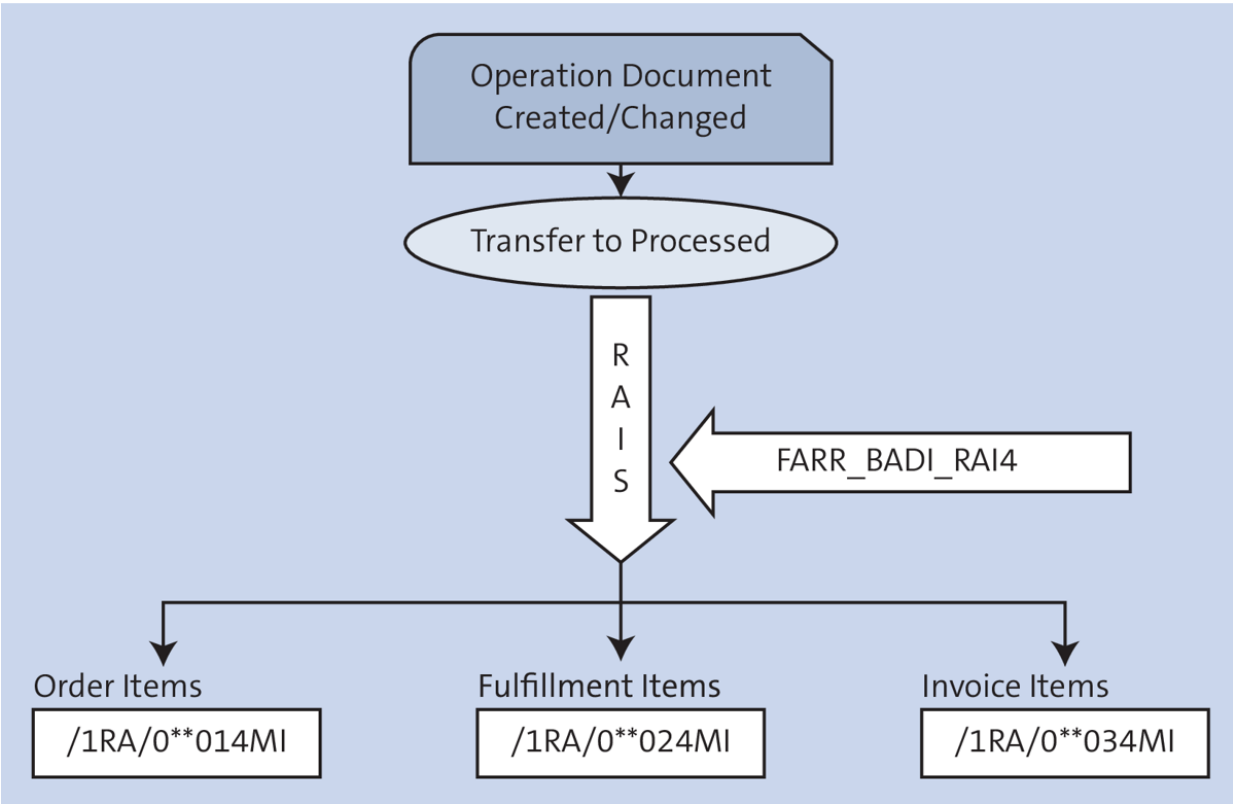 Operation Document
Created/Changed
Transfer to Processed
R
A
I
S
FARR_BADI_RAI4
Order Items
/1RA/0**014MI
Fulfillment Items
/1RA/0**024MI
Invoice Items
/1RA/0**034MI